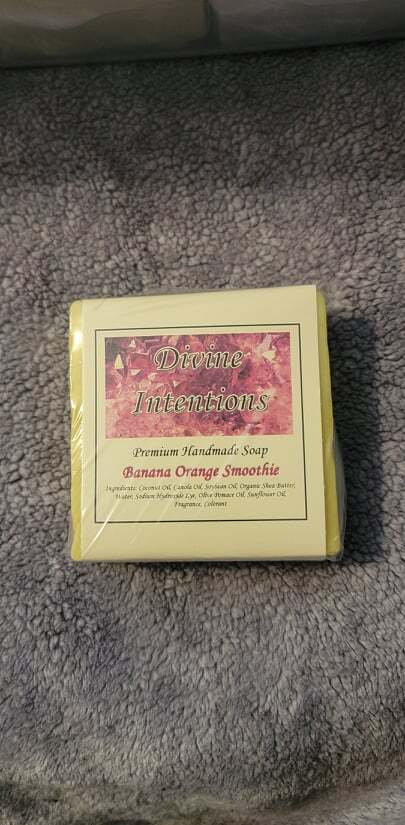 Divine
Intentions
Premium Handmade Soap
Banana Orange Smoothie
Ingredients: Coconut Oil, Canola Oil, Soybean Oil, Organic Shea Butter,
Water, Sodium Hydroxide Lye, Olive Pomace Oil, Sunflower Oil,
Fragrance, Colorant